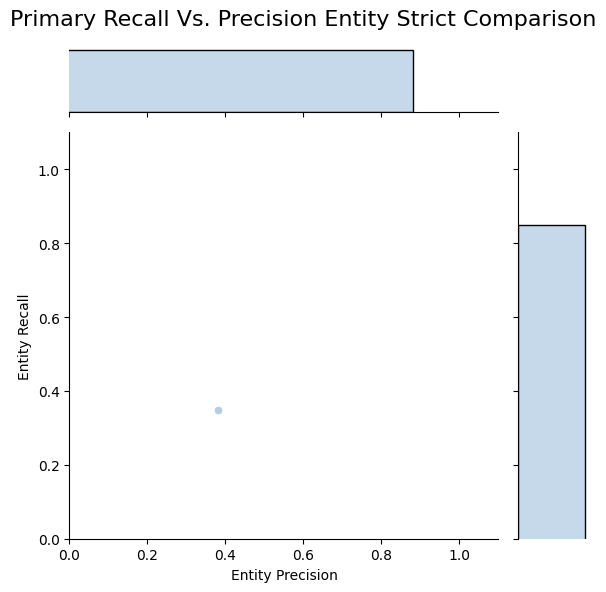 Primary Recall Vs. Precision Entity Strict Comparison
1.0
0.8
0.6
0.4
0.2
0.0
Entity Recall
0.0 0.2 0.4 0.6 0.8 1.0
Entity Precision